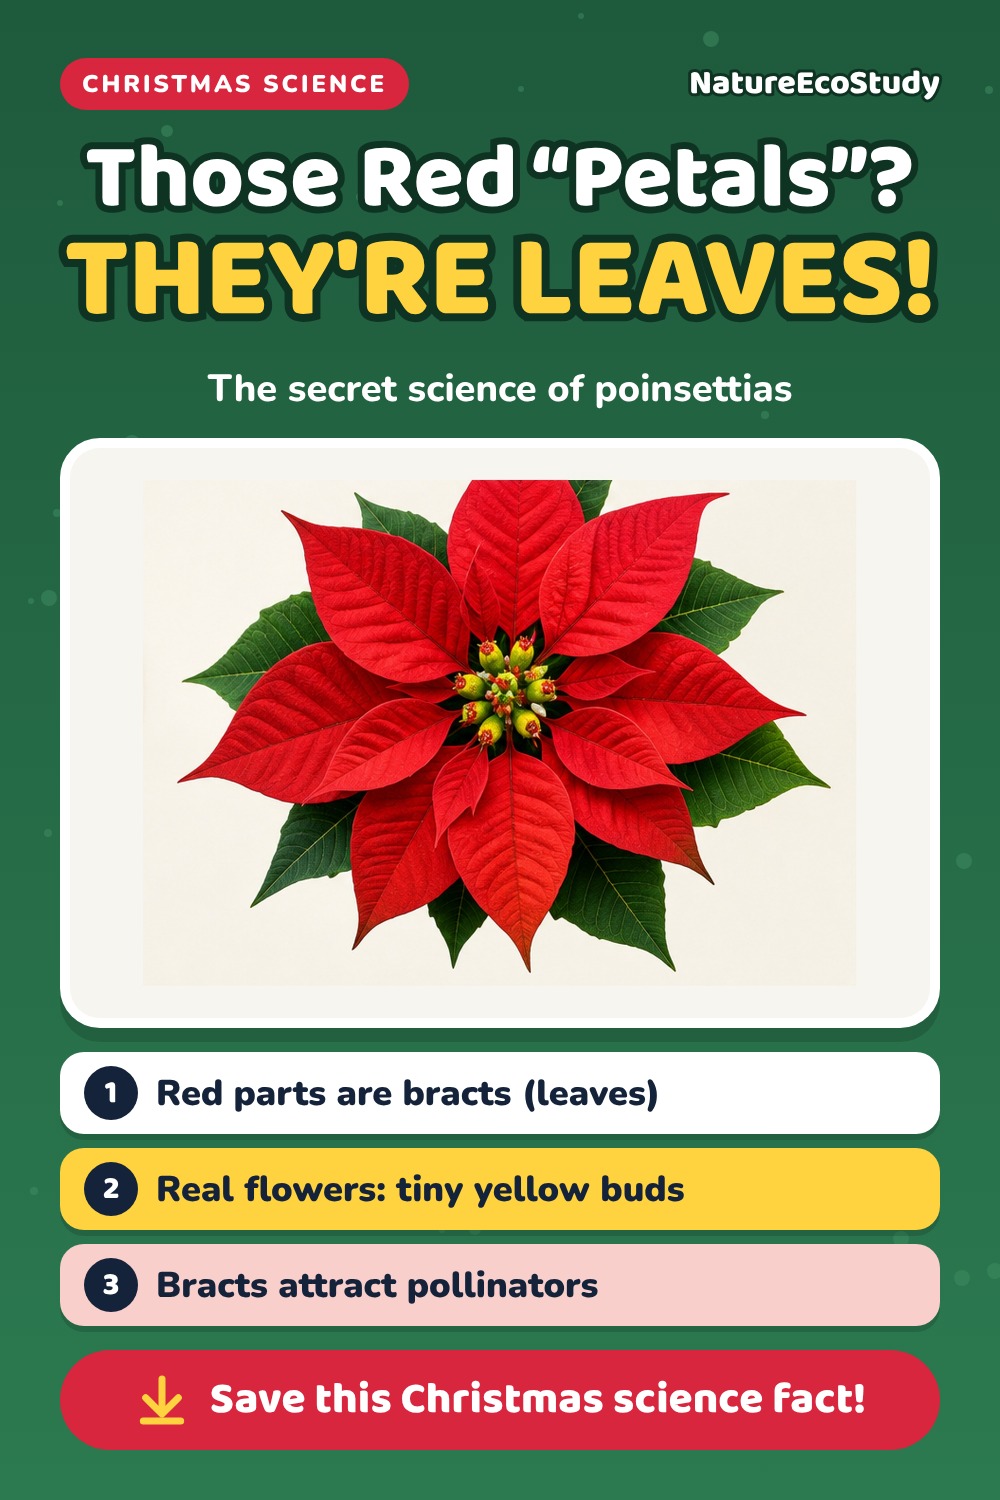 CHRISTMAS SCIENCE
NatureEcoStudy
Those Red “Petals”?
THEY'RE LEAVES!
The secret science of poinsettias
1 Red parts are bracts (leaves)
2 Real flowers: tiny yellow buds
3 Bracts attract pollinators
Save this Christmas science fact!